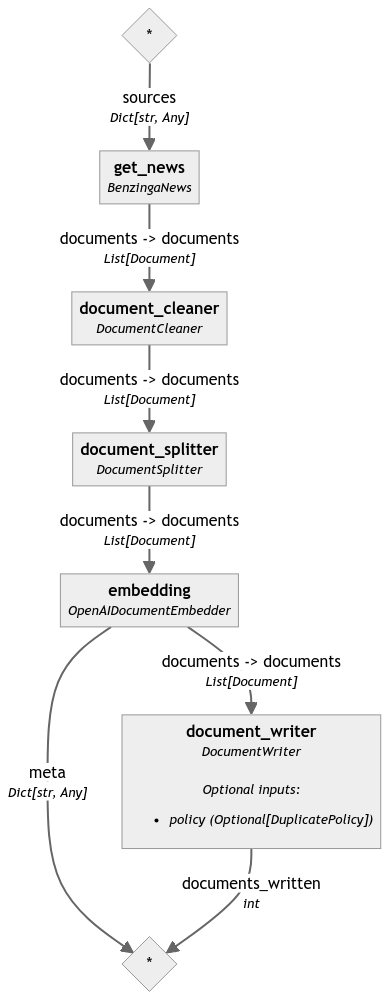 *
sources
Dict[str, Any]
get_news
BenzingaNews
documents -> documents
List[Document]
document_cleaner
DocumentCleaner
documents -> documents
List[Document]
document_splitter
DocumentSplitter
documents -> documents
List[Document]
embedding
OpenAIDocumentEmbedder
documents -> documents
List[Document]
document_writer
DocumentWriter
Optional inputs:
• policy (Optional[DuplicatePolicy])
meta
Dict[str, Any]
documents_written
int
*